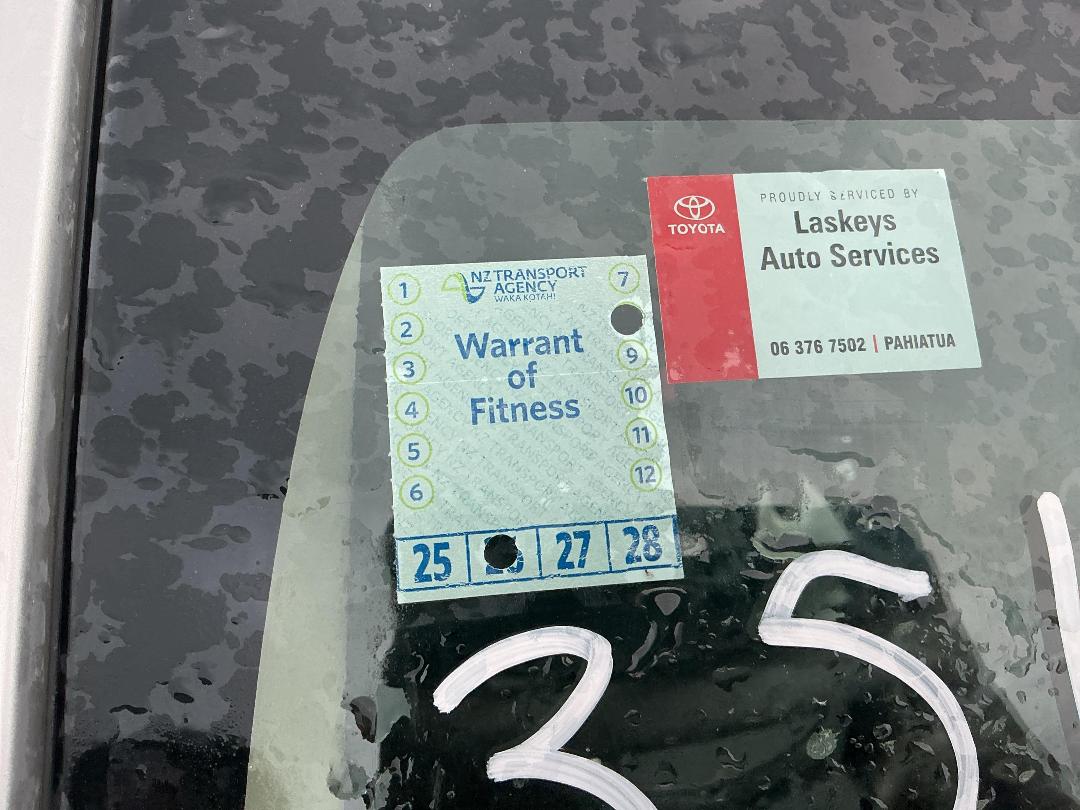 1
2
3
4
5
6
NZ TRANSPORT
AGENCY
WAKA KOTAHI
Warrant
of
Fitness
7
9
10
11
12
25 27 28
TOYOTA
PROUDLY SERVICED BY
Laskeys
Auto Services
06 376 7502 | PAHIATUA
35